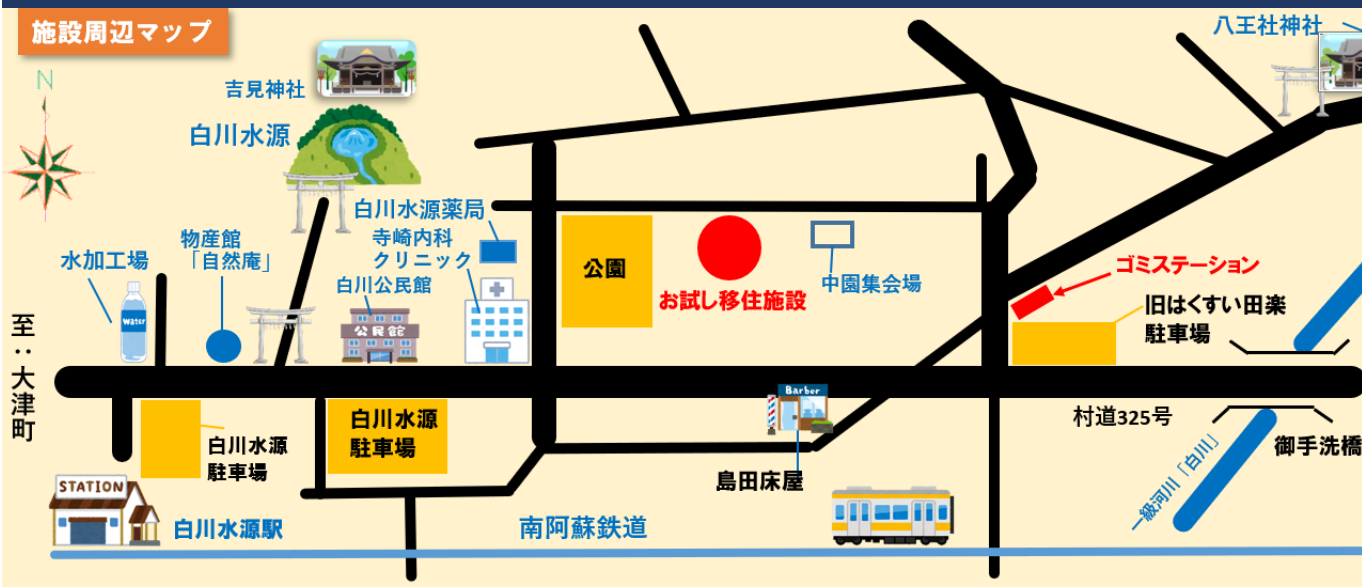 施設周辺マップ
八王社神社
N
吉見神社
白川水源
白川水源薬局
寺崎内科
クリニック
物産館
「自然庵」
水加工場
白川公民館
公民館
Water
公園
お試し移住施設
中園集会場
ゴミステーション
旧はくすい田楽
駐車場
至：大津町
Barber
村道325号
白川水源
駐車場
白川水源
駐車場
島田床屋
御手洗橋
一級河川「白川」
STATION
白川水源駅
南阿蘇鉄道